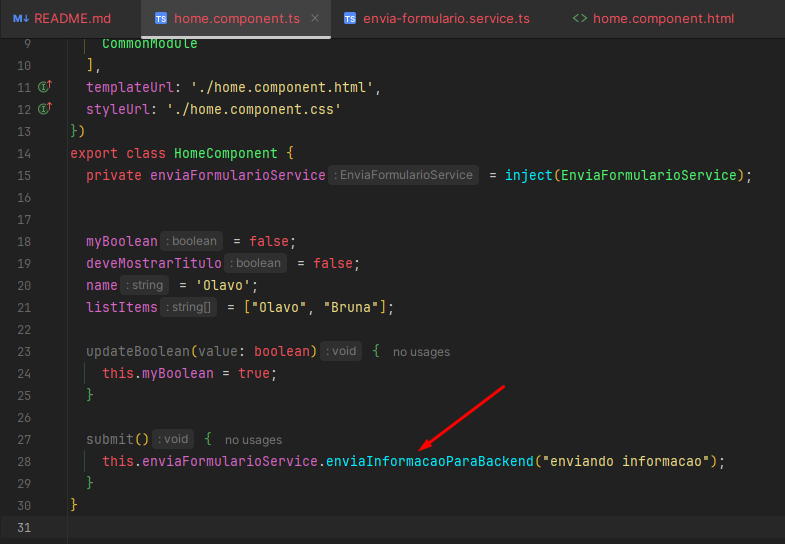 M↓ README.md TS home.component.ts × TS envia-formulario.service.ts <> home.component.html
9 CommonModule
10 ],
11 templateUrl: './home.component.html',
12 styleUrl: './home.component.css'
13 })
14 export class HomeComponent {
15 private enviaFormularioService : EnviaFormularioService = inject(EnviaFormularioService);
16
17
18 myBoolean : boolean = false;
19 deveMostrarTitulo : boolean = false;
20 name : string = 'Olavo';
21 listItems : string[] = ["Olavo", "Bruna"];
22
23 updateBoolean(value: boolean) : void { no usages
24 this.myBoolean = true;
25 }
26
27 submit() : void { no usages
28 this.enviaFormularioService.enviaInformacaoParaBackend("enviando informacao");
29 }
30 }
31